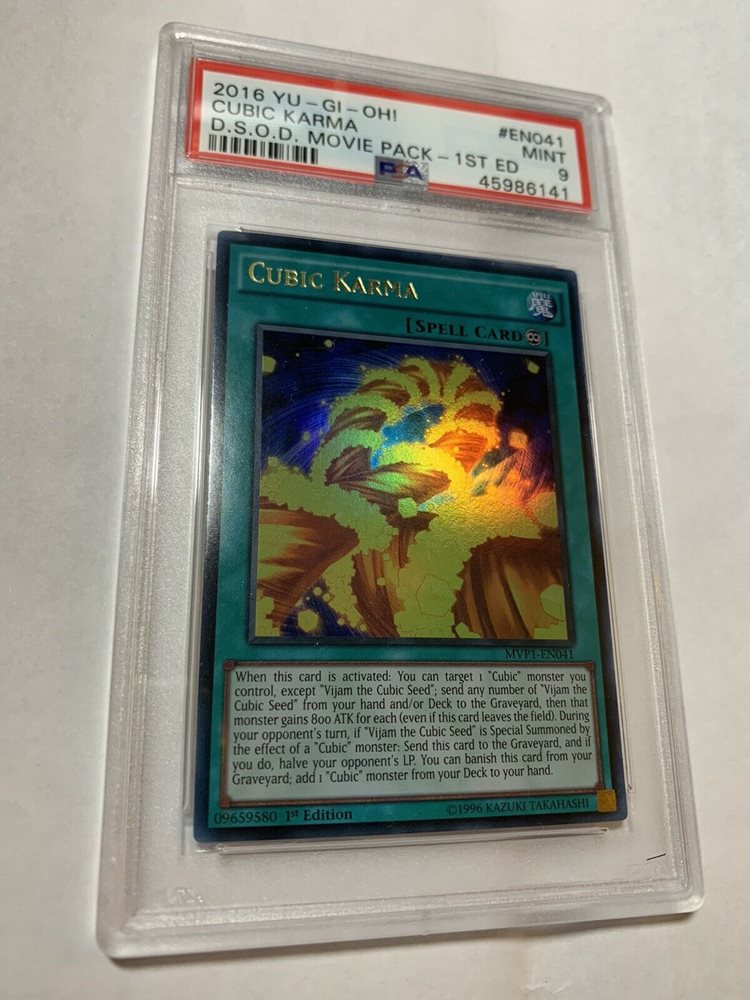 2016 YU-GI-OH!
CUBIC KARMA
D.S.O.D. MOVIE PACK-1ST ED
#EN041
MINT
9
PSA
45986141
CUBIC KARMA
魔
[SPELL CARD♾]
MVP1-EN041
When this card is activated: You can target 1 "Cubic" monster you
control, except "Vijam the Cubic Seed"; send any number of "Vijam the
Cubic Seed" from your hand and/or Deck to the Graveyard, then that
monster gains 800 ATK for each (even if this card leaves the field). During
your opponent's turn, if "Vijam the Cubic Seed" is Special Summoned by
the effect of a "Cubic" monster: Send this card to the Graveyard, and if
you do, halve your opponent's LP. You can banish this card from your
Graveyard; add 1 "Cubic" monster from your Deck to your hand.
09659580 1st Edition
©1996 KAZUKI TAKAHASHI